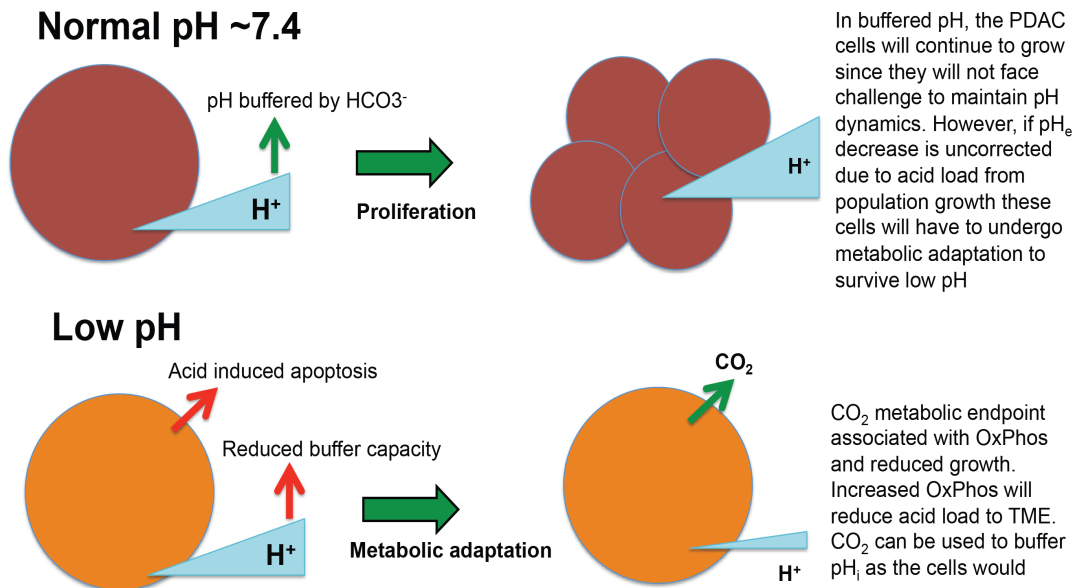 Normal pH ~7.4
pH buffered by HCO3-
H+
Proliferation
H+
In buffered pH, the PDAC
cells will continue to grow
since they will not face
challenge to maintain pH
dynamics. However, if pHe
decrease is uncorrected
due to acid load from
population growth these
cells will have to undergo
metabolic adaptation to
survive low pH
Low pH
Acid induced apoptosis
Reduced buffer capacity
H+
Metabolic adaptation
CO2
H+
CO2 metabolic endpoint
associated with OxPhos
and reduced growth.
Increased OxPhos will
reduce acid load to TME.
CO2 can be used to buffer
pHi as the cells would